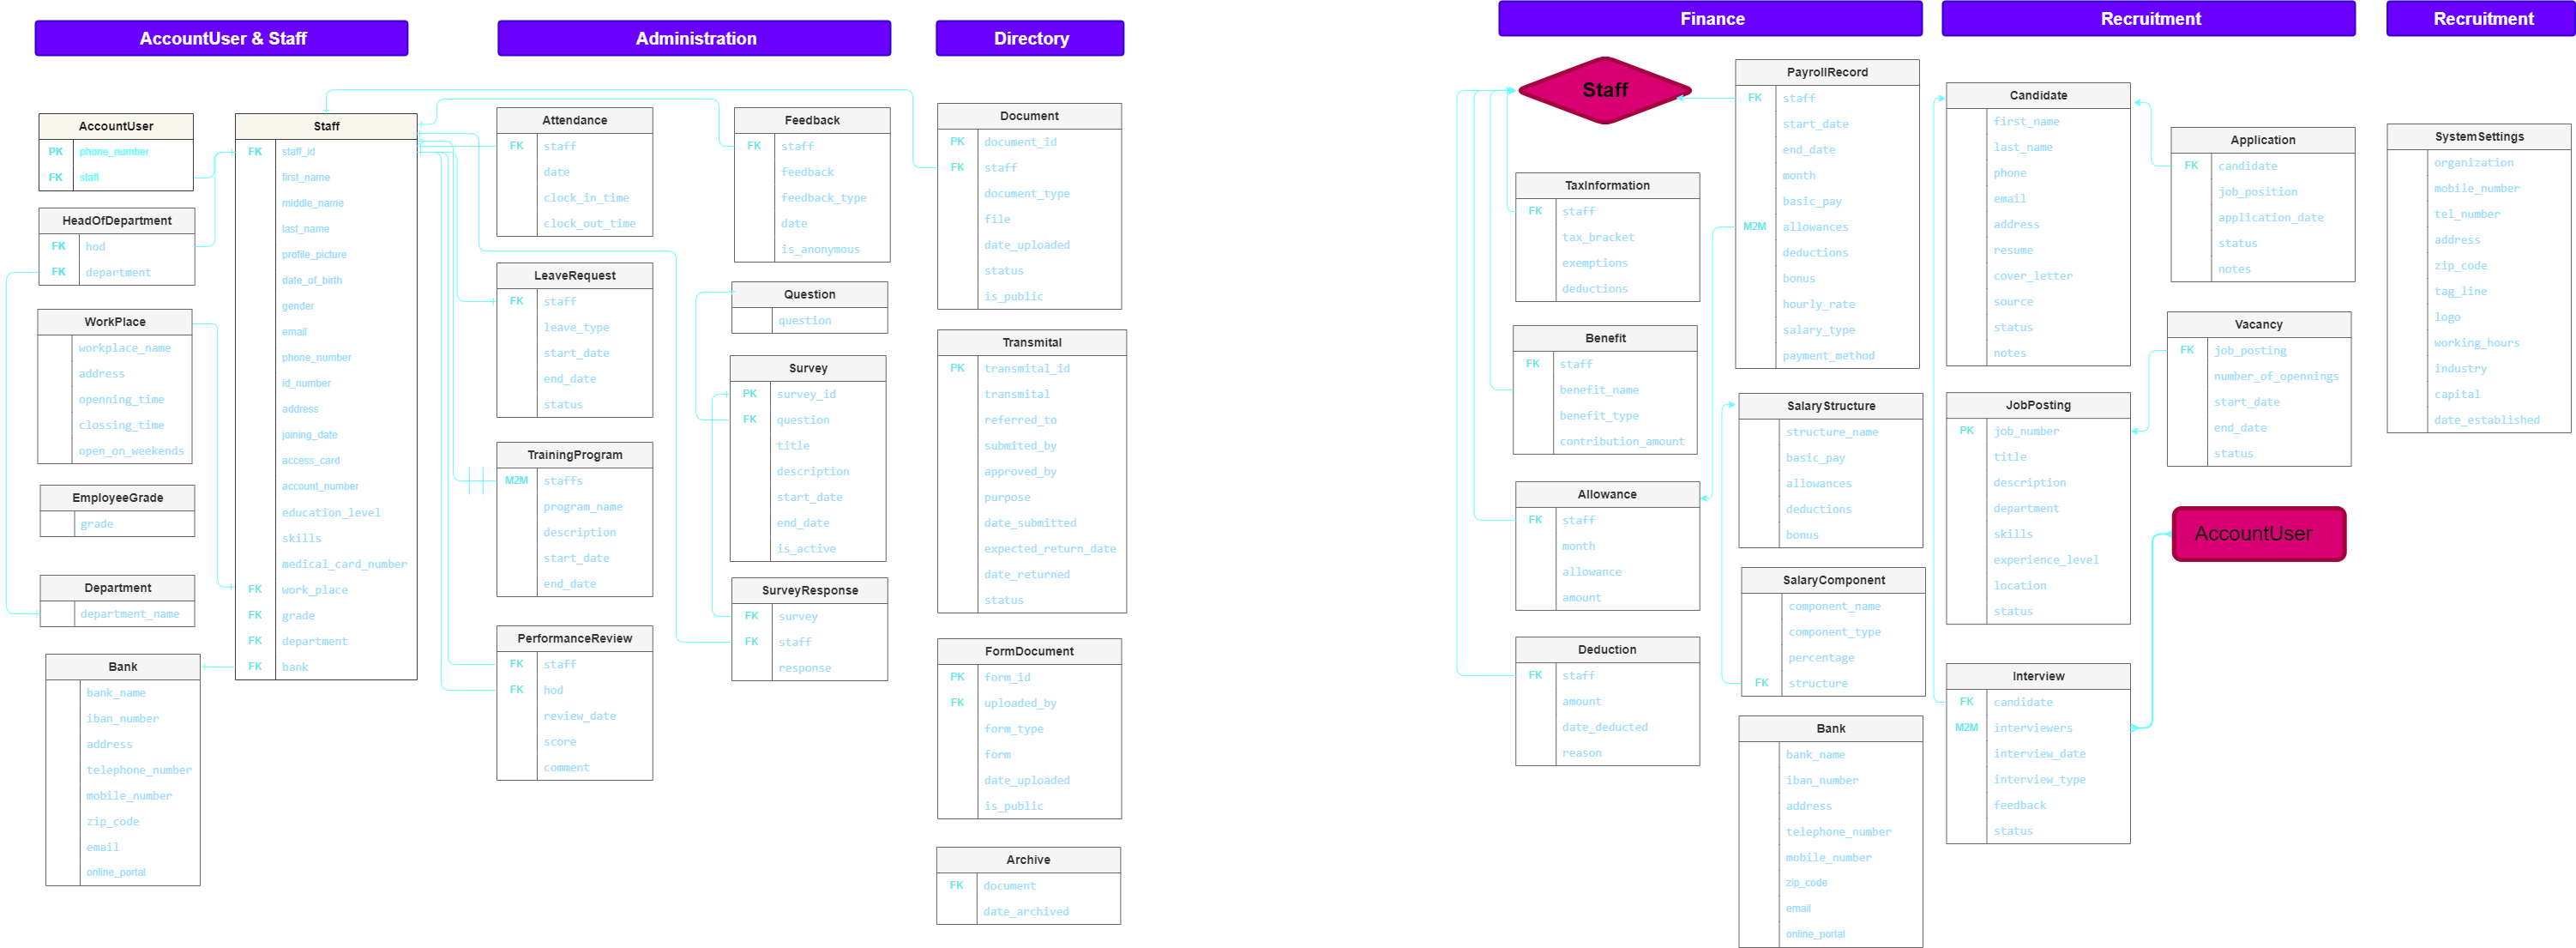 AccountUser & Staff
AccountUser
PK phone_number
FK staff
HeadOfDepartment
FK hod
FK department
WorkPlace
workplace_name
address
openning_time
clossing_time
open_on_weekends
EmployeeGrade
grade
Department
department_name
Bank
bank_name
iban_number
address
telephone_number
mobile_number
zip_code
email
online_portal
Staff
FK staff_id
first_name
middle_name
last_name
profile_picture
date_of_birth
gender
email
phone_number
id_number
address
joining_date
access_card
account_number
education_level
skills
medical_card_number
FK work_place
FK grade
FK department
FK bank
Administration
Attendance
FK staff
date
clock_in_time
clock_out_time
LeaveRequest
FK staff
leave_type
start_date
end_date
status
TrainingProgram
M2M staffs
program_name
description
start_date
end_date
PerformanceReview
FK staff
FK hod
review_date
score
comment
Feedback
FK staff
feedback
feedback_type
date
is_anonymous
Question
question
Survey
PK survey_id
FK question
title
description
start_date
end_date
is_active
SurveyResponse
FK survey
FK staff
response
Directory
Document
PK document_id
FK staff
document_type
file
date_uploaded
status
is_public
Transmital
PK transmital_id
transmital
referred_to
submited_by
approved_by
purpose
date_submitted
expected_return_date
date_returned
status
FormDocument
PK form_id
FK uploaded_by
form_type
form
date_uploaded
is_public
Archive
FK document
date_archived
Finance
Staff
TaxInformation
FK staff
tax_bracket
exemptions
deductions
Benefit
FK staff
benefit_name
benefit_type
contribution_amount
Allowance
FK staff
month
allowance
amount
Deduction
FK staff
amount
date_deducted
reason
PayrollRecord
FK staff
start_date
end_date
month
basic_pay
M2M allowances
deductions
bonus
hourly_rate
salary_type
payment_method
SalaryStructure
structure_name
basic_pay
allowances
deductions
bonus
SalaryComponent
component_name
component_type
percentage
FK structure
Bank
bank_name
iban_number
address
telephone_number
mobile_number
zip_code
email
online_portal
Recruitment
Candidate
first_name
last_name
phone
email
address
resume
cover_letter
source
status
notes
JobPosting
PK job_number
title
description
department
skills
experience_level
location
status
Interview
FK candidate
M2M interviewers
interview_date
interview_type
feedback
status
Application
FK candidate
job_position
application_date
status
notes
Vacancy
FK job_posting
number_of_opennings
start_date
end_date
status
AccountUser
Recruitment
SystemSettings
organization
mobile_number
tel_number
address
zip_code
tag_line
logo
working_hours
industry
capital
date_established